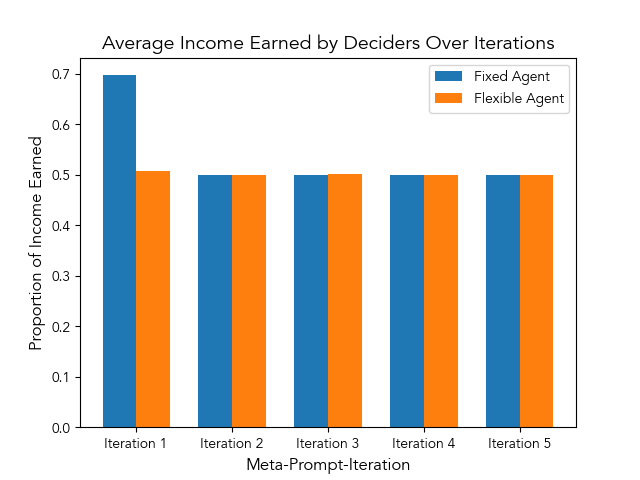 Average Income Earned by Deciders Over Iterations
Fixed Agent
Flexible Agent
Proportion of Income Earned
0.7
0.6
0.5
0.4
0.3
0.2
0.1
0.0
Iteration 1
Iteration 2
Iteration 3
Iteration 4
Iteration 5
Meta-Prompt-Iteration